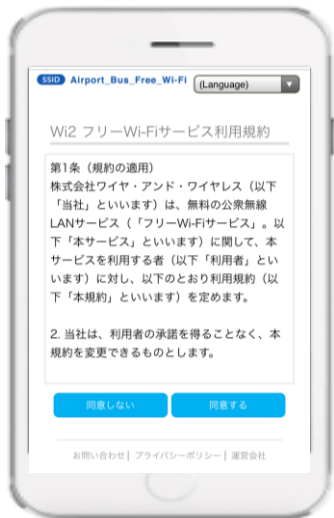 SSID Airport_Bus_Free_Wi-Fi (Language)
Wi2 フリーWi-Fiサービス利用規約
第1条（規約の適用）
株式会社ワイヤ・アンド・ワイヤレス（以下
「当社」といいます）は、無料の公衆無線
LANサービス（「フリーWi-Fiサービス」。以
下「本サービス」といいます）に関して、本
サービスを利用する者（以下「利用者」とい
います）に対し、以下のとおり利用規約（以
下「本規約」といいます）を定めます。
2. 当社は、利用者の承諾を得ることなく、本
規約を変更できるものとします。
同意しない 同意する
お問い合わせ| プライバシーポリシー | 運営会社